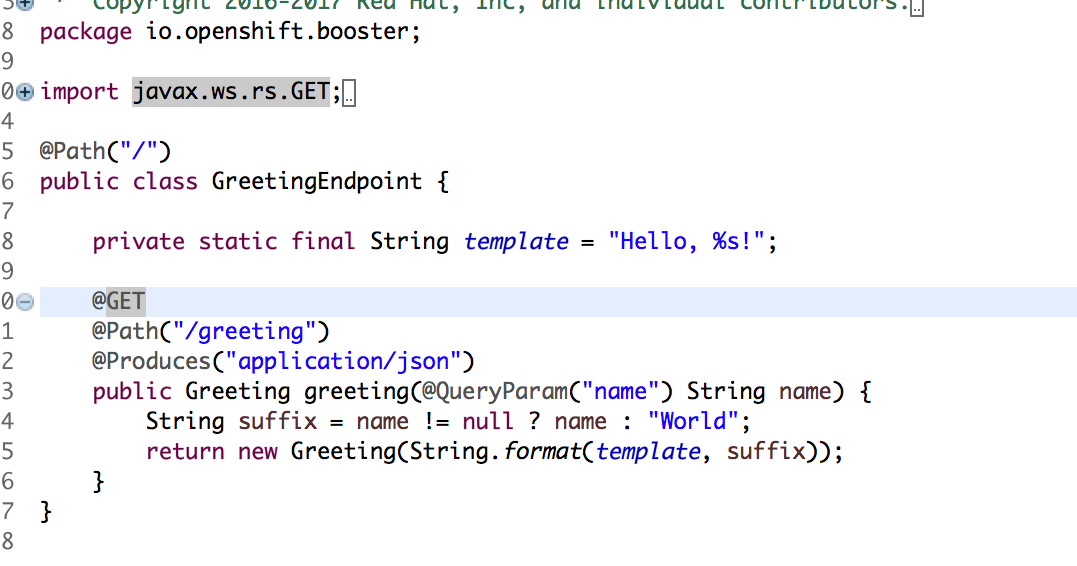 Copyright 2016-2017 Red Hat, Inc, and individual contributors.
8 package io.openshift.booster;
9
0 import javax.ws.rs.GET;
4
5 @Path("/")
6 public class GreetingEndpoint {
7
8 private static final String template = "Hello, %s!";
9
0 @GET
1 @Path("/greeting")
2 @Produces("application/json")
3 public Greeting greeting(@QueryParam("name") String name) {
4 String suffix = name != null ? name : "World";
5 return new Greeting(String.format(template, suffix));
6 }
7 }
8